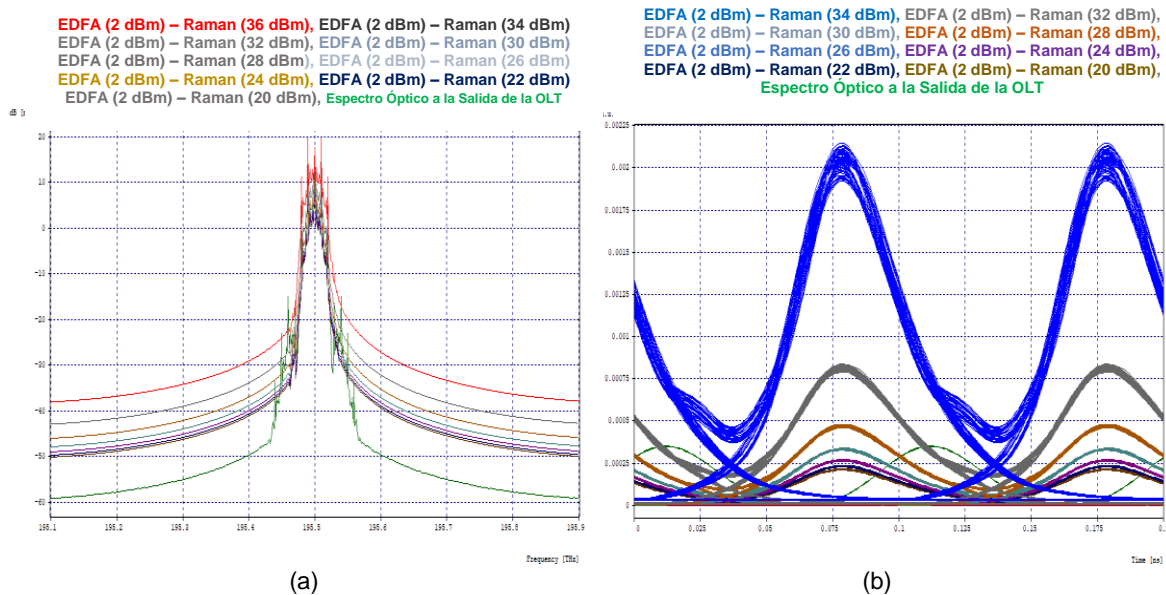 EDFA (2 dBm) – Raman (36 dBm), EDFA (2 dBm) – Raman (34 dBm)
EDFA (2 dBm) – Raman (32 dBm), EDFA (2 dBm) – Raman (30 dBm)
EDFA (2 dBm) – Raman (28 dBm), EDFA (2 dBm) – Raman (26 dBm)
EDFA (2 dBm) – Raman (24 dBm), EDFA (2 dBm) – Raman (22 dBm)
EDFA (2 dBm) – Raman (20 dBm), Espectro Óptico a la Salida de la OLT
20
10
0
-10
-20
-30
-40
-50
-60
195.1 195.2 195.3 195.4 195.5 195.6 195.7 195.8 195.9
Frequency [THz]
(a)
EDFA (2 dBm) – Raman (34 dBm), EDFA (2 dBm) – Raman (32 dBm),
EDFA (2 dBm) – Raman (30 dBm), EDFA (2 dBm) – Raman (28 dBm),
EDFA (2 dBm) – Raman (26 dBm), EDFA (2 dBm) – Raman (24 dBm),
EDFA (2 dBm) – Raman (22 dBm), EDFA (2 dBm) – Raman (20 dBm),
Espectro Óptico a la Salida de la OLT
0.00225
0.002
0.00175
0.0015
0.00125
0.001
0.00075
0.0005
0.00025
0
0 0.025 0.05 0.075 0.1 0.125 0.15 0.175
Time [ns]
(b)